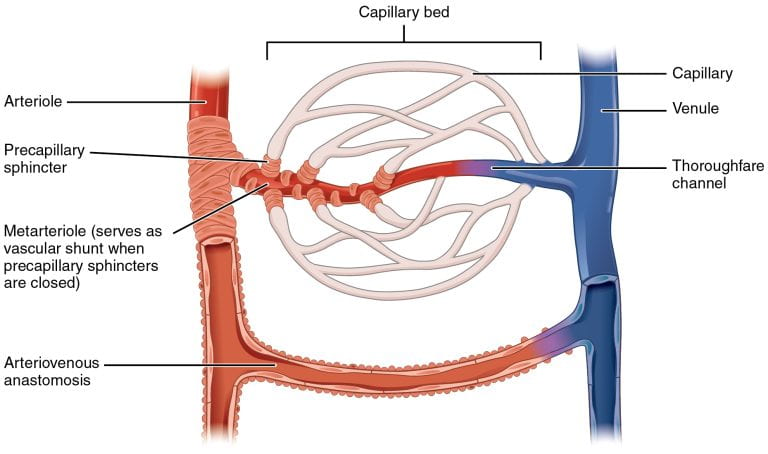 Capillary bed
Arteriole
Precapillary
sphincter
Metarteriole (serves as
vascular shunt when
precapillary sphincters
are closed)
Arteriovenous
anastomosis
Capillary
Venule
Thoroughfare
channel